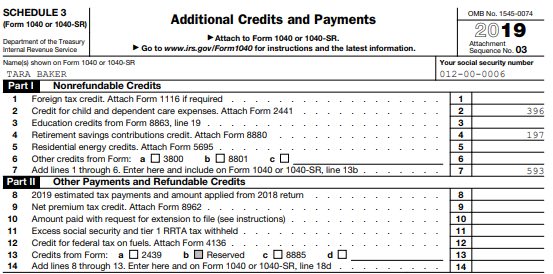 SCHEDULE 3
(Form 1040 or 1040-SR)
Department of the Treasury
Internal Revenue Service
Additional Credits and Payments
▶ Attach to Form 1040 or 1040-SR.
▶ Go to www.irs.gov/Form1040 for instructions and the latest information.
OMB No. 1545-0074
2019
Attachment
Sequence No. 03
Name(s) shown on Form 1040 or 1040-SR
Your social security number
TARA BAKER
012-00-0006
Part I Nonrefundable Credits
1 Foreign tax credit. Attach Form 1116 if required 1
2 Credit for child and dependent care expenses. Attach Form 2441 2 396
3 Education credits from Form 8863, line 19 3
4 Retirement savings contributions credit. Attach Form 8880 4 197
5 Residential energy credits. Attach Form 5695 5
6 Other credits from Form: a 3800 b 8801 c 6
7 Add lines 1 through 6. Enter here and include on Form 1040 or 1040-SR, line 13b 7 593
Part II Other Payments and Refundable Credits
8 2019 estimated tax payments and amount applied from 2018 return 8
9 Net premium tax credit. Attach Form 8962 9
10 Amount paid with request for extension to file (see instructions) 10
11 Excess social security and tier 1 RRTA tax withheld 11
12 Credit for federal tax on fuels. Attach Form 4136 12
13 Credits from Form: a 2439 b Reserved c 8885 d 13
14 Add lines 8 through 13. Enter here and on Form 1040 or 1040-SR, line 18d 14